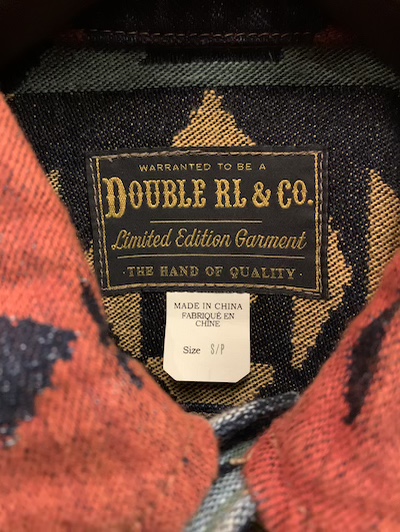 WARRANTED TO BE A
DOUBLE RL & CO.
Limited Edition Garment
· THE HAND OF QUALITY ·
MADE IN CHINA
FABRIQUÉ EN
CHINE
Size S/P